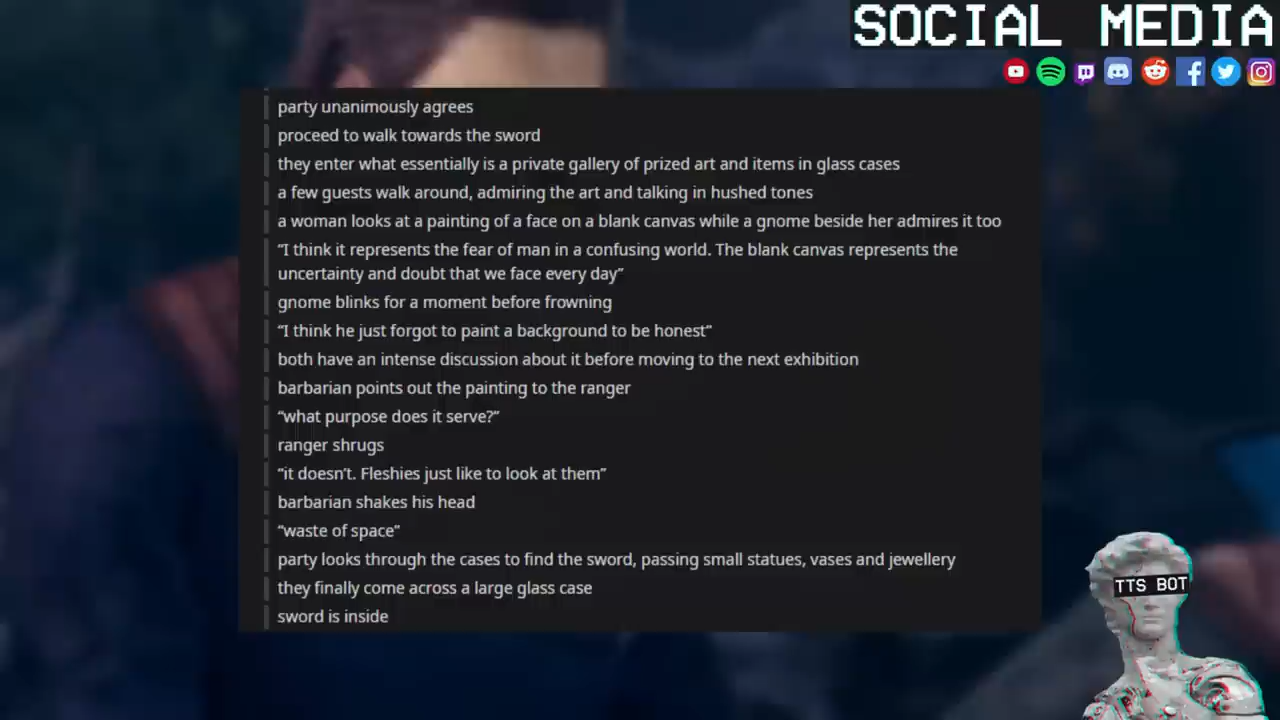 SOCIAL MEDIA
party unanimously agrees
proceed to walk towards the sword
they enter what essentially is a private gallery of prized art and items in glass cases
a few guests walk around, admiring the art and talking in hushed tones
a woman looks at a painting of a face on a blank canvas while a gnome beside her admires it too
“I think it represents the fear of man in a confusing world. The blank canvas represents the
uncertainty and doubt that we face every day”
gnome blinks for a moment before frowning
“I think he just forgot to paint a background to be honest”
both have an intense discussion about it before moving to the next exhibition
barbarian points out the painting to the ranger
“what purpose does it serve?”
ranger shrugs
“it doesn’t. Fleshies just like to look at them”
barbarian shakes his head
“waste of space”
party looks through the cases to find the sword, passing small statues, vases and jewellery
they finally come across a large glass case
sword is inside
TTS BOT